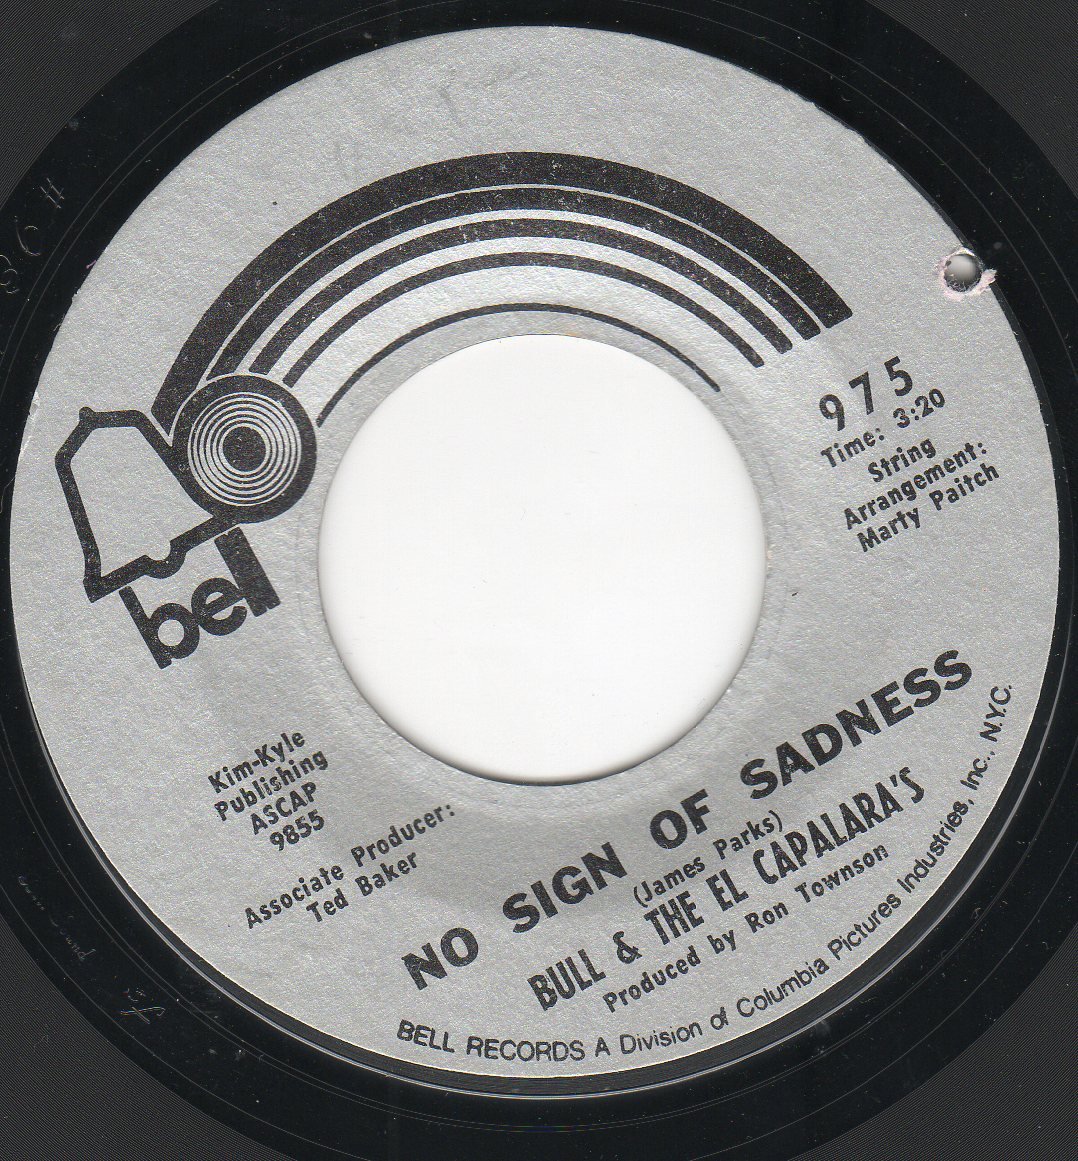 bell
975
Time: 3:20
String
Arrangement:
Marty Paitch
Kim-Kyle
Publishing
ASCAP
9855
Associate Producer:
Ted Baker
NO SIGN OF SADNESS
(James Parks)
BULL & THE EL CAPALARA'S
Produced by Ron Townson
BELL RECORDS A Division of Columbia Pictures Industries, Inc., N.Y.C.